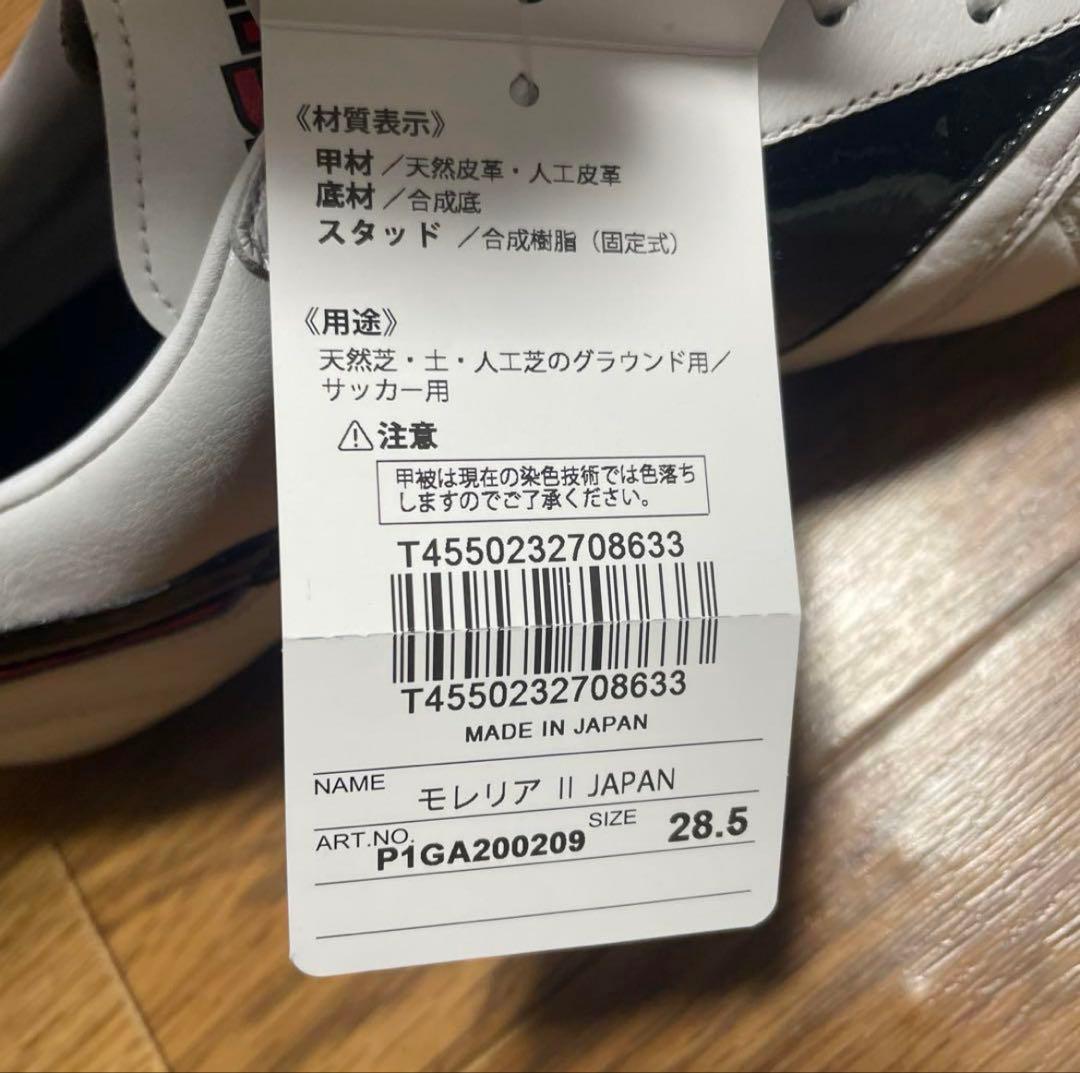 《材質表示》
甲材／天然皮革・人工皮革
底材／合成底
スタッド／合成樹脂（固定式）
《用途》
天然芝・土・人工芝のグラウンド用／
サッカー用
⚠注意
甲被は現在の染色技術では色落ち
しますのでご了承ください。
T4550232708633
T4550232708633
MADE IN JAPAN
NAME モレリア II JAPAN
ART.NO. P1GA200209 SIZE 28.5